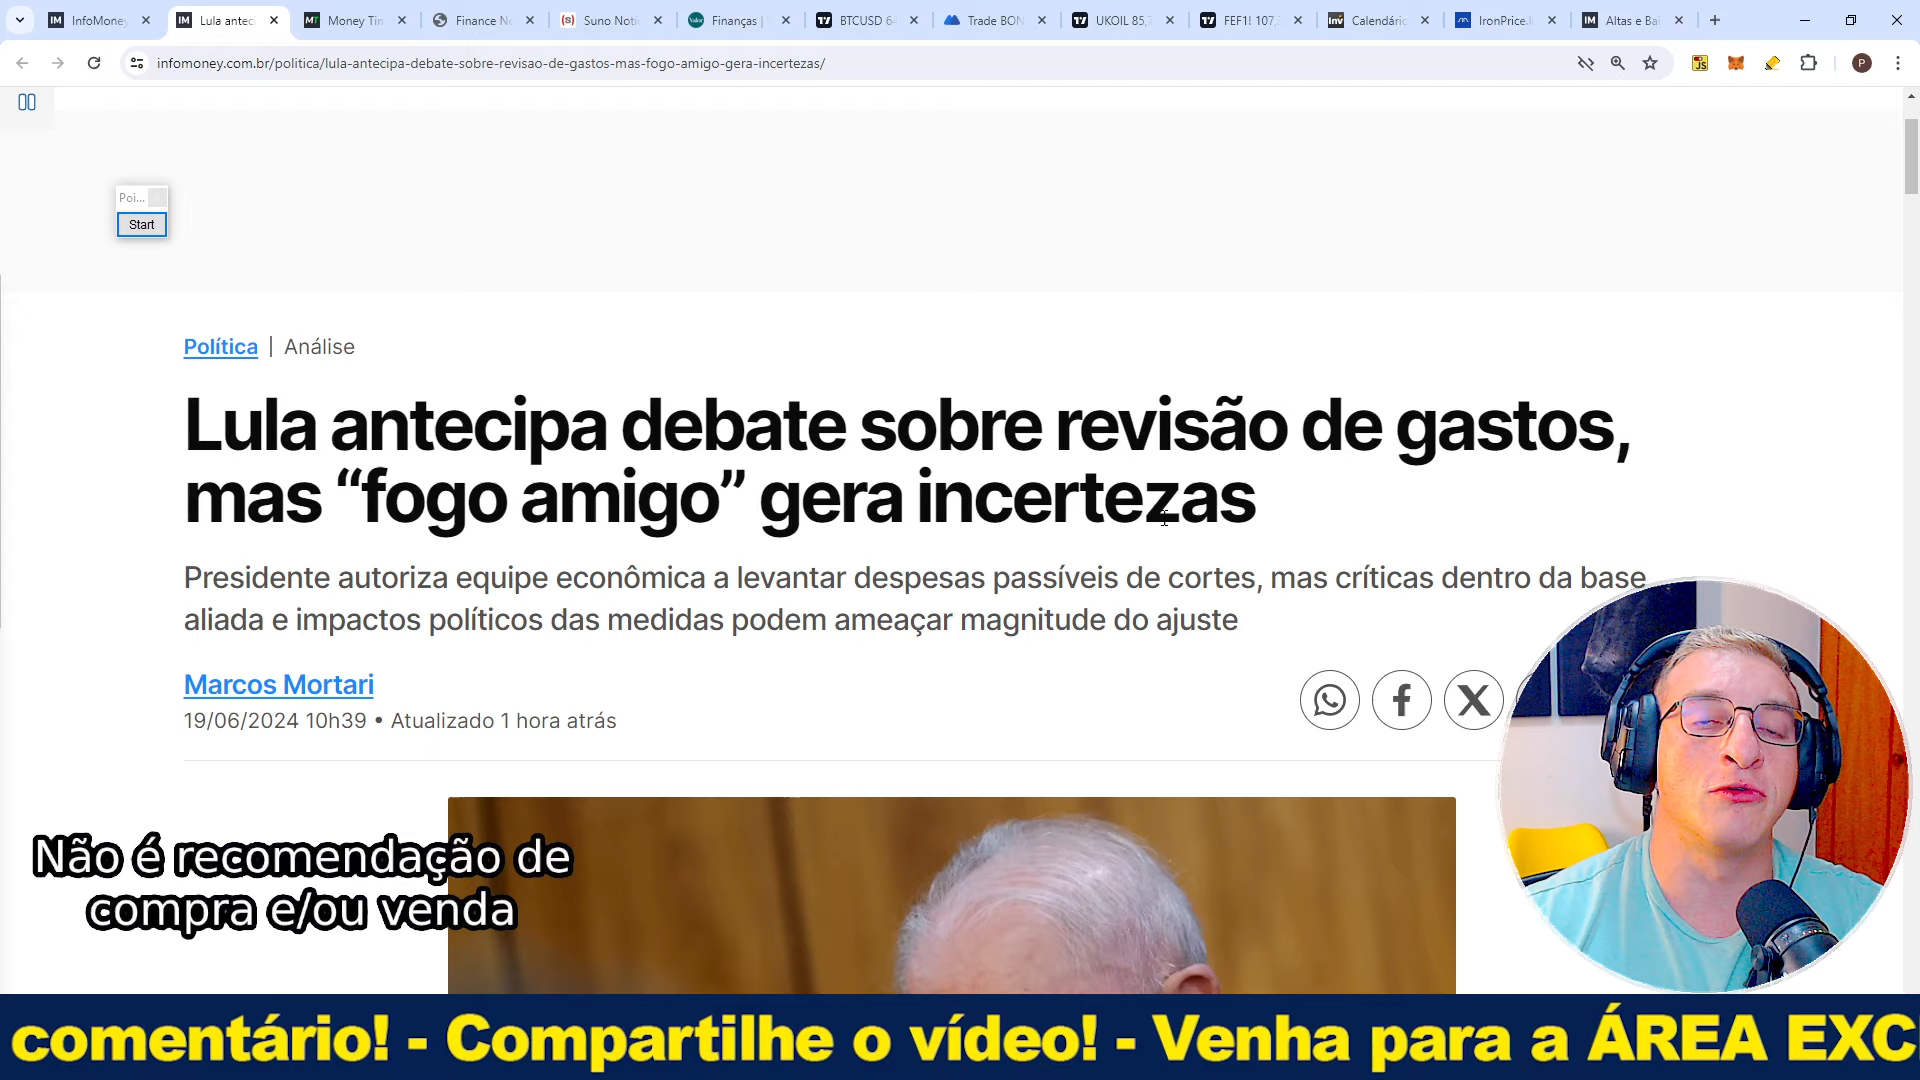 InfoMoney
Lula antec
Money Tim
Finance Ne
Suno Notí
Finanças |
BTCUSD 6
Trade BON
UKOIL 85,
FEF1! 107,
Calendário
IronPrice.
Altas e Bai
infomoney.com.br/politica/lula-antecipa-debate-sobre-revisao-de-gastos-mas-fogo-amigo-gera-incertezas/
Poi...
Start
Política | Análise
Lula antecipa debate sobre revisão de gastos,
mas “fogo amigo” gera incertezas
Presidente autoriza equipe econômica a levantar despesas passíveis de cortes, mas críticas dentro da base
aliada e impactos políticos das medidas podem ameaçar magnitude do ajuste
Marcos Mortari
19/06/2024 10h39 • Atualizado 1 hora atrás
Não é recomendação de
compra e/ou venda
comentário! - Compartilhe o vídeo! - Venha para a ÁREA EXC